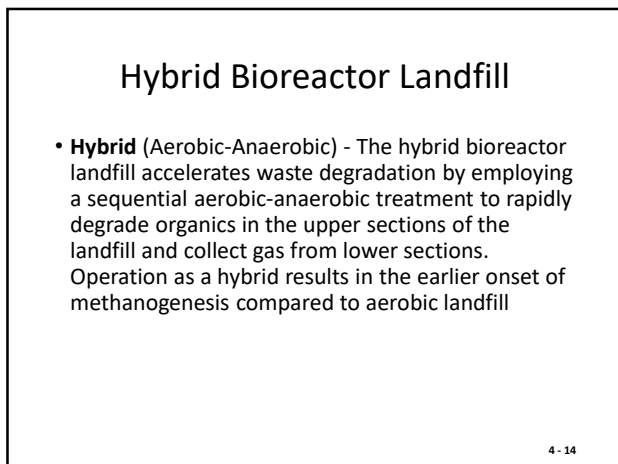 Hybrid Bioreactor Landfill
• Hybrid (Aerobic-Anaerobic) - The hybrid bioreactor
landfill accelerates waste degradation by employing
a sequential aerobic-anaerobic treatment to rapidly
degrade organics in the upper sections of the
landfill and collect gas from lower sections.
Operation as a hybrid results in the earlier onset of
methanogenesis compared to aerobic landfill
4 - 14